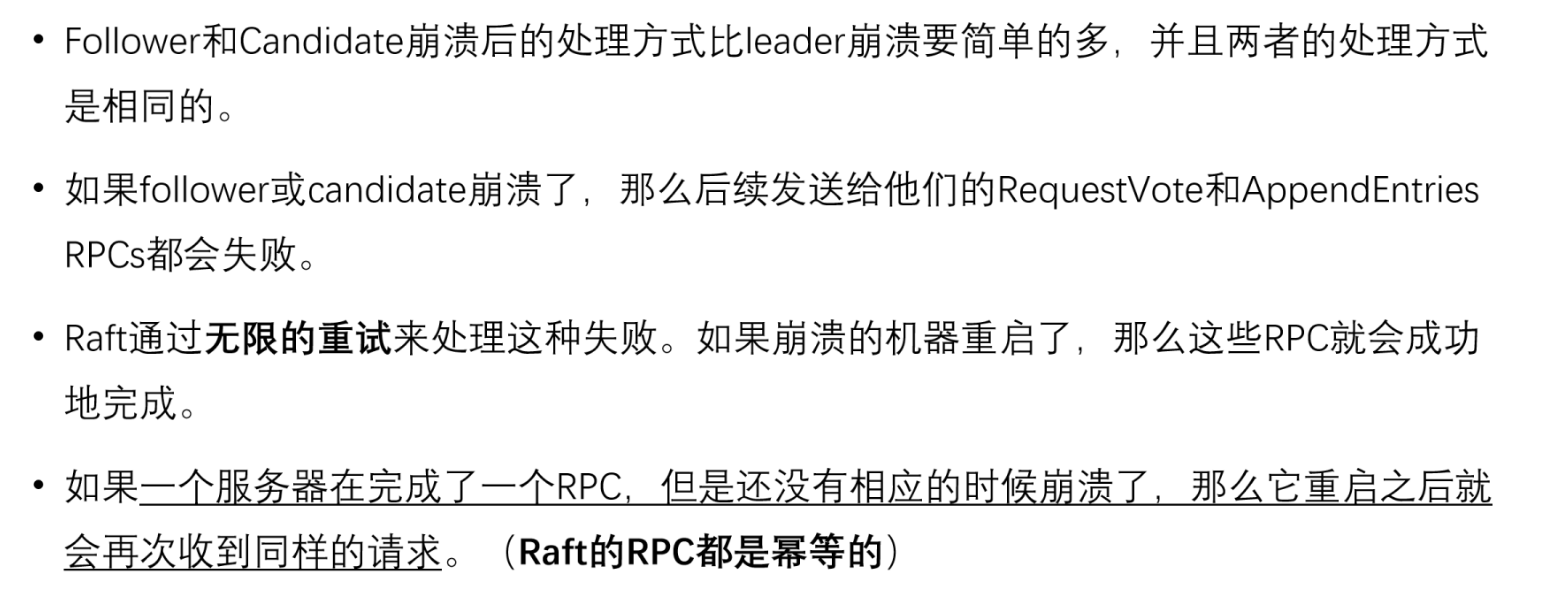 • Follower和Candidate崩溃后的处理方式比leader崩溃要简单的多，并且两者的处理方式
是相同的。
• 如果follower或candidate崩溃了，那么后续发送给他们的RequestVote和AppendEntries
RPCs都会失败。
• Raft通过无限的重试来处理这种失败。如果崩溃的机器重启了，那么这些RPC就会成功
地完成。
• 如果一个服务器在完成了一个RPC，但是还没有相应的时候崩溃了，那么它重启之后就
会再次收到同样的请求。（Raft的RPC都是幂等的）